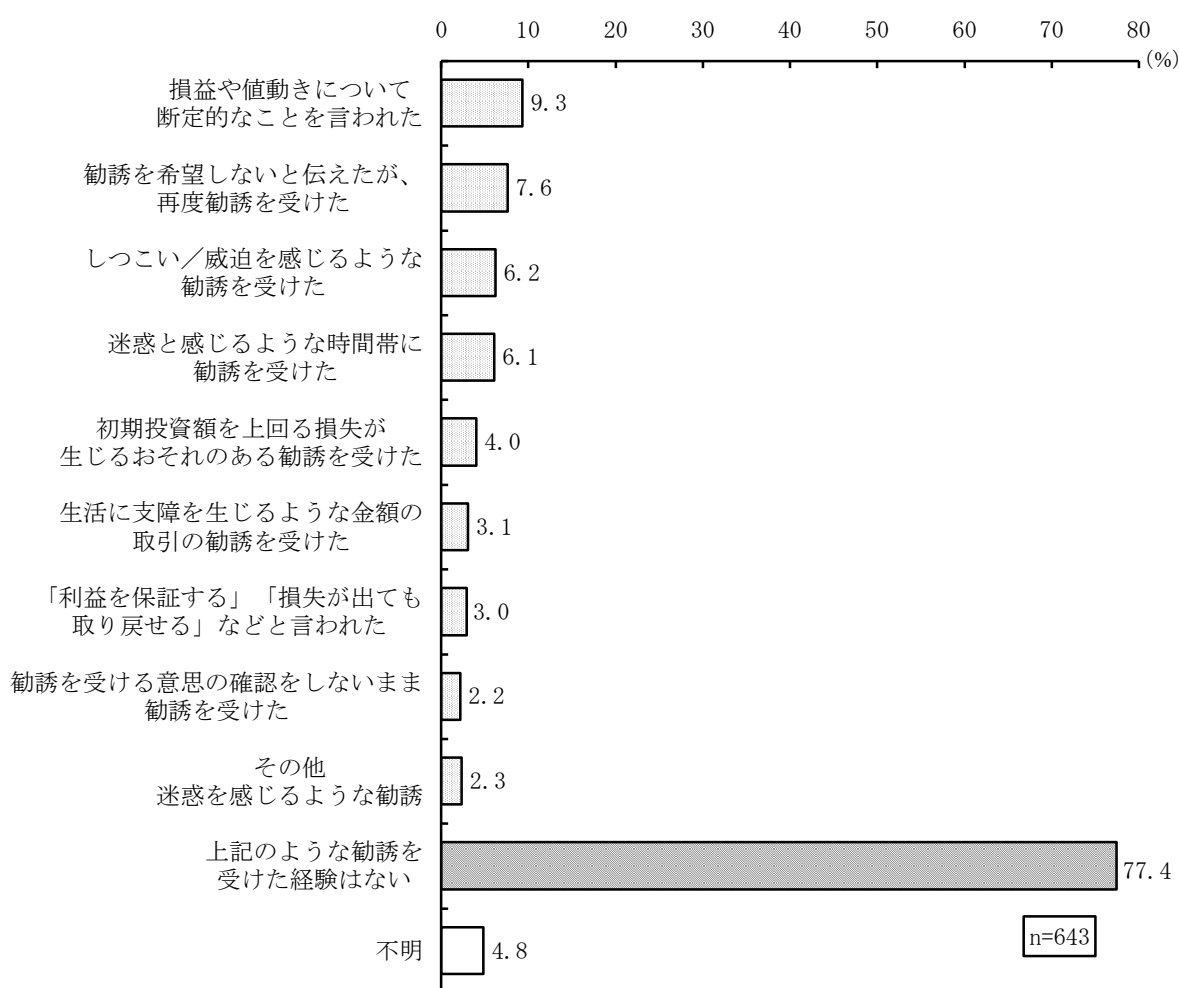 0 10 20 30 40 50 60 70 80
(%)
損益や値動きについて
断定的なことを言われた
9.3
勧誘を希望しないと伝えたが、
再度勧誘を受けた
7.6
しつこい／威迫を感じるような
勧誘を受けた
6.2
迷惑と感じるような時間帯に
勧誘を受けた
6.1
初期投資額を上回る損失が
生じるおそれのある勧誘を受けた
4.0
生活に支障を生じるような金額の
取引の勧誘を受けた
3.1
「利益を保証する」「損失が出ても
取り戻せる」などと言われた
3.0
勧誘を受ける意思の確認をしないまま
勧誘を受けた
2.2
その他
迷惑を感じるような勧誘
2.3
上記のような勧誘を
受けた経験はない
77.4
不明
4.8
n=643